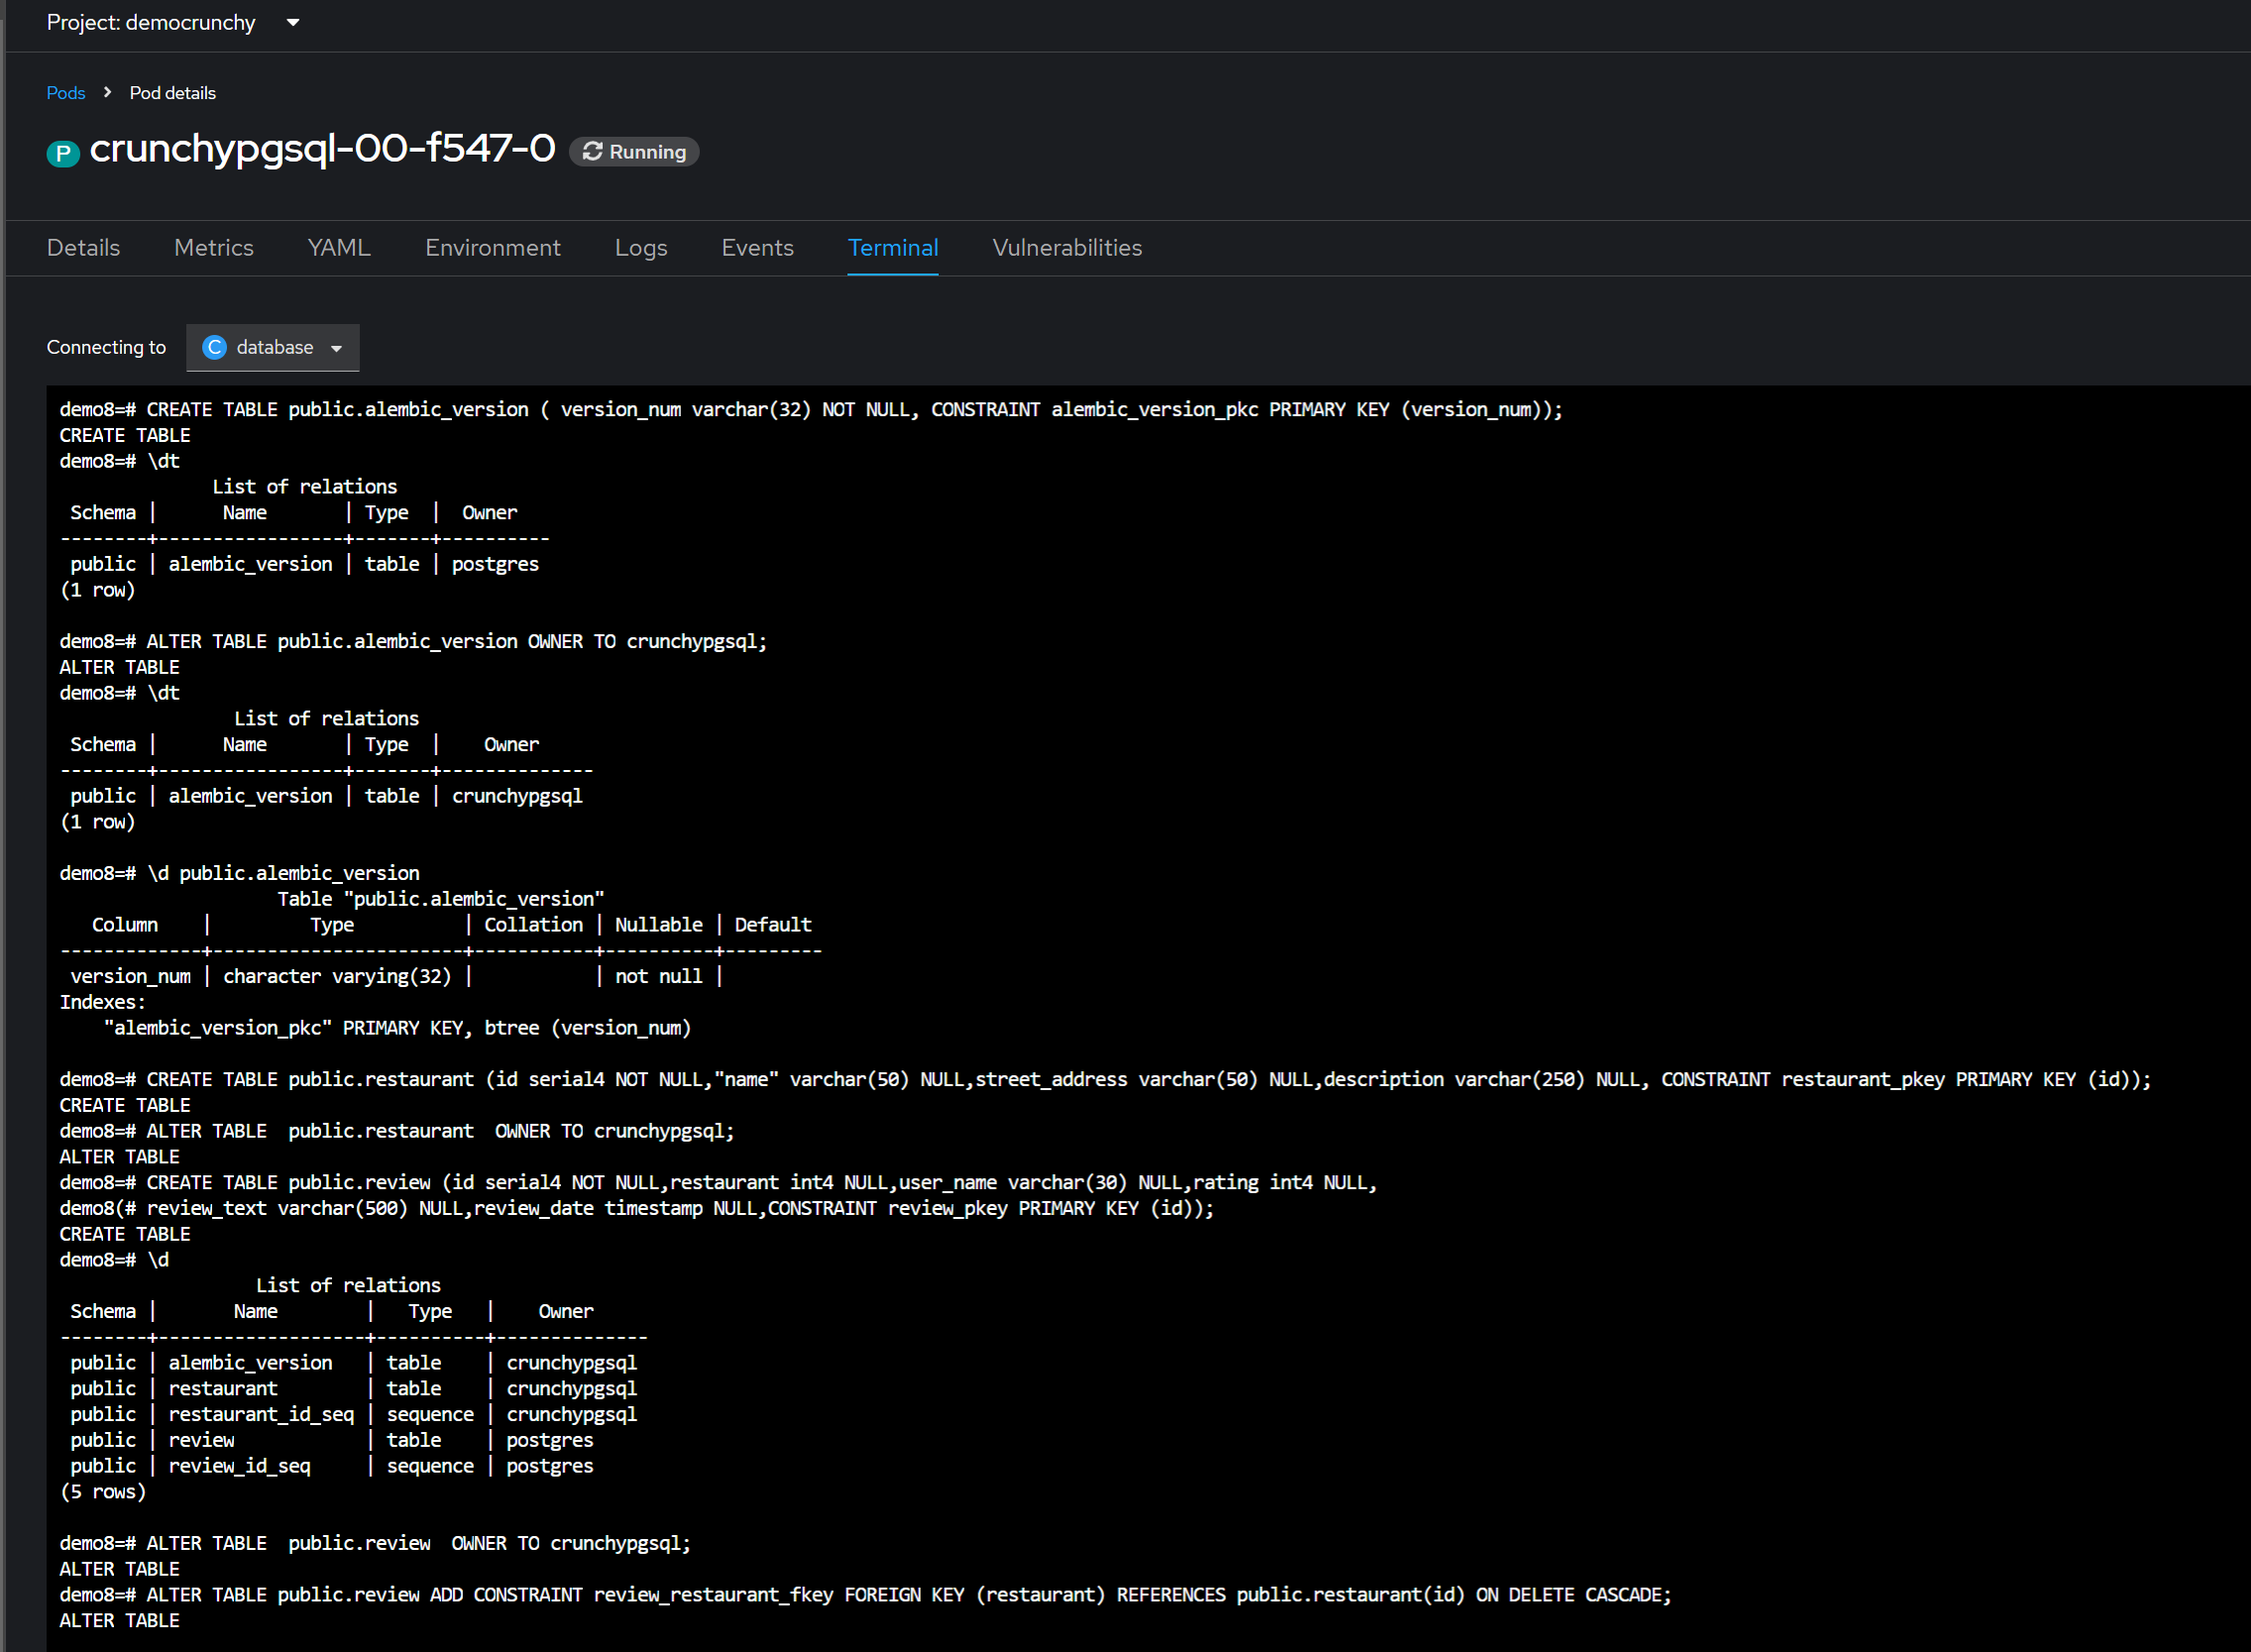 Project: democrunchy
Pods > Pod details
P crunchypgsql-00-f547-0 Running
Details Metrics YAML Environment Logs Events Terminal Vulnerabilities
Connecting to C database
demo8=# CREATE TABLE public.alembic_version ( version_num varchar(32) NOT NULL, CONSTRAINT alembic_version_pkc PRIMARY KEY (version_num));
CREATE TABLE
demo8=# \dt
             List of relations
 Schema |      Name       | Type  |  Owner
--------+-----------------+-------+----------
 public | alembic_version | table | postgres
(1 row)
demo8=# ALTER TABLE public.alembic_version OWNER TO crunchypgsql;
ALTER TABLE
demo8=# \dt
               List of relations
 Schema |      Name       | Type  |    Owner
--------+-----------------+-------+--------------
 public | alembic_version | table | crunchypgsql
(1 row)
demo8=# \d public.alembic_version
                    Table "public.alembic_version"
   Column    |         Type          | Collation | Nullable | Default
-------------+-----------------------+-----------+----------+---------
 version_num | character varying(32) |           | not null |
Indexes:
    "alembic_version_pkc" PRIMARY KEY, btree (version_num)
demo8=# CREATE TABLE public.restaurant (id serial4 NOT NULL,"name" varchar(50) NULL,street_address varchar(50) NULL,description varchar(250) NULL, CONSTRAINT restaurant_pkey PRIMARY KEY (id));
CREATE TABLE
demo8=# ALTER TABLE  public.restaurant  OWNER TO crunchypgsql;
ALTER TABLE
demo8=# CREATE TABLE public.review (id serial4 NOT NULL,restaurant int4 NULL,user_name varchar(30) NULL,rating int4 NULL,
demo8(# review_text varchar(500) NULL,review_date timestamp NULL,CONSTRAINT review_pkey PRIMARY KEY (id));
CREATE TABLE
demo8=# \d
                 List of relations
 Schema |       Name        |   Type   |    Owner
--------+-------------------+----------+--------------
 public | alembic_version   | table    | crunchypgsql
 public | restaurant        | table    | crunchypgsql
 public | restaurant_id_seq | sequence | crunchypgsql
 public | review            | table    | postgres
 public | review_id_seq     | sequence | postgres
(5 rows)
demo8=# ALTER TABLE  public.review  OWNER TO crunchypgsql;
ALTER TABLE
demo8=# ALTER TABLE public.review ADD CONSTRAINT review_restaurant_fkey FOREIGN KEY (restaurant) REFERENCES public.restaurant(id) ON DELETE CASCADE;
ALTER TABLE